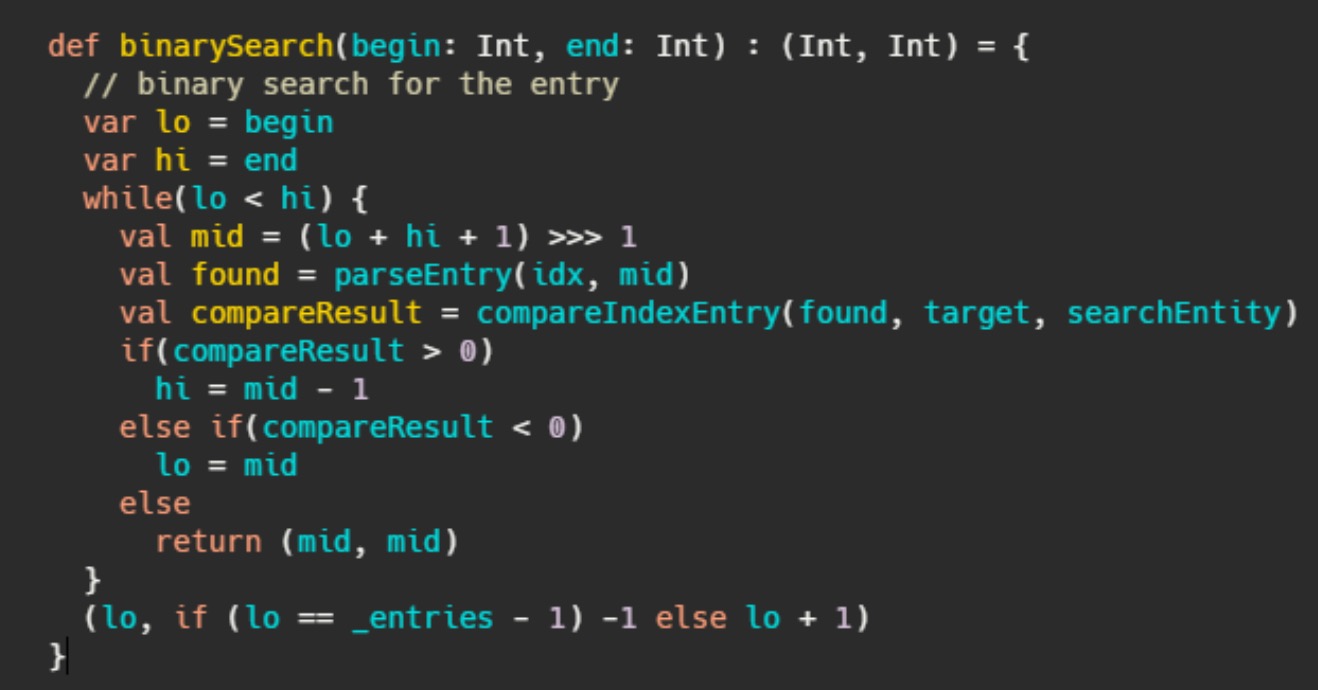 def binarySearch(begin: Int, end: Int) : (Int, Int) = {
  // binary search for the entry
  var lo = begin
  var hi = end
  while(lo < hi) {
    val mid = (lo + hi + 1) >>> 1
    val found = parseEntry(idx, mid)
    val compareResult = compareIndexEntry(found, target, searchEntity)
    if(compareResult > 0)
      hi = mid - 1
    else if(compareResult < 0)
      lo = mid
    else
      return (mid, mid)
  }
  (lo, if (lo == _entries - 1) -1 else lo + 1)
}